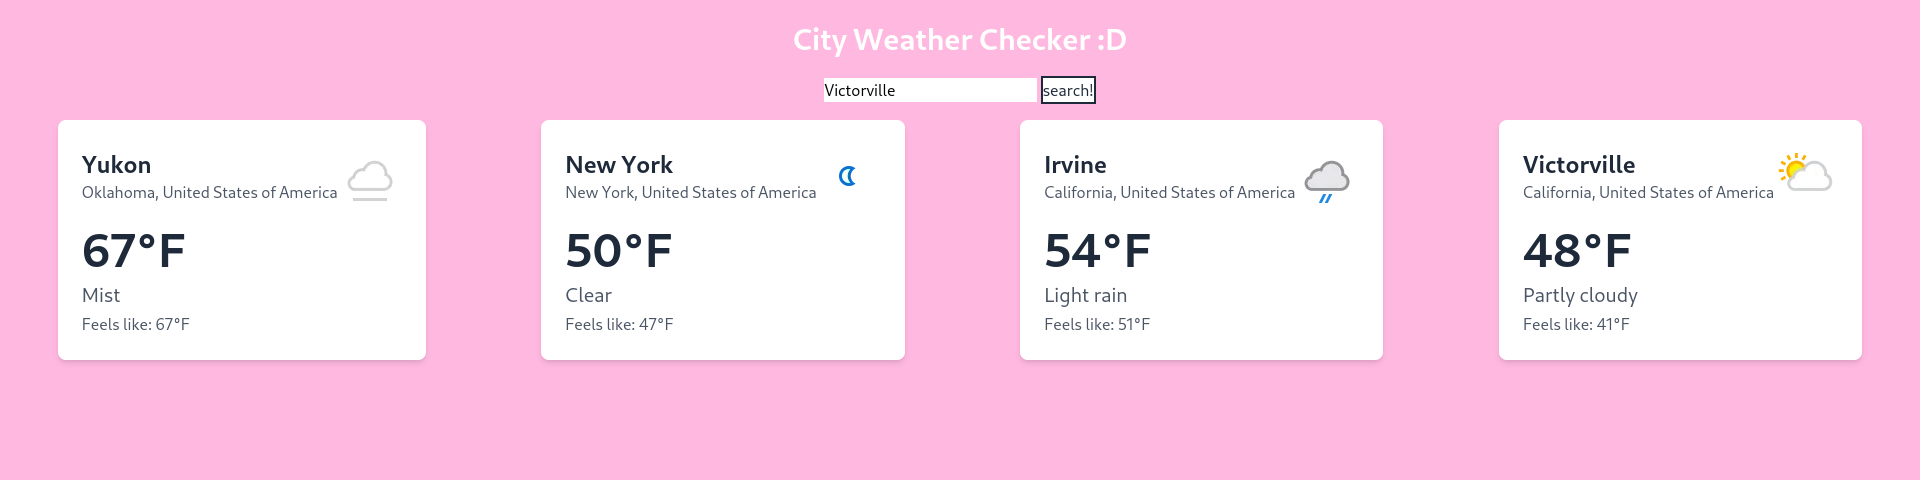 City Weather Checker :D
Victorville
search!
Yukon
Oklahoma, United States of America
67°F
Mist
Feels like: 67°F
New York
New York, United States of America
50°F
Clear
Feels like: 47°F
Irvine
California, United States of America
54°F
Light rain
Feels like: 51°F
Victorville
California, United States of America
48°F
Partly cloudy
Feels like: 41°F